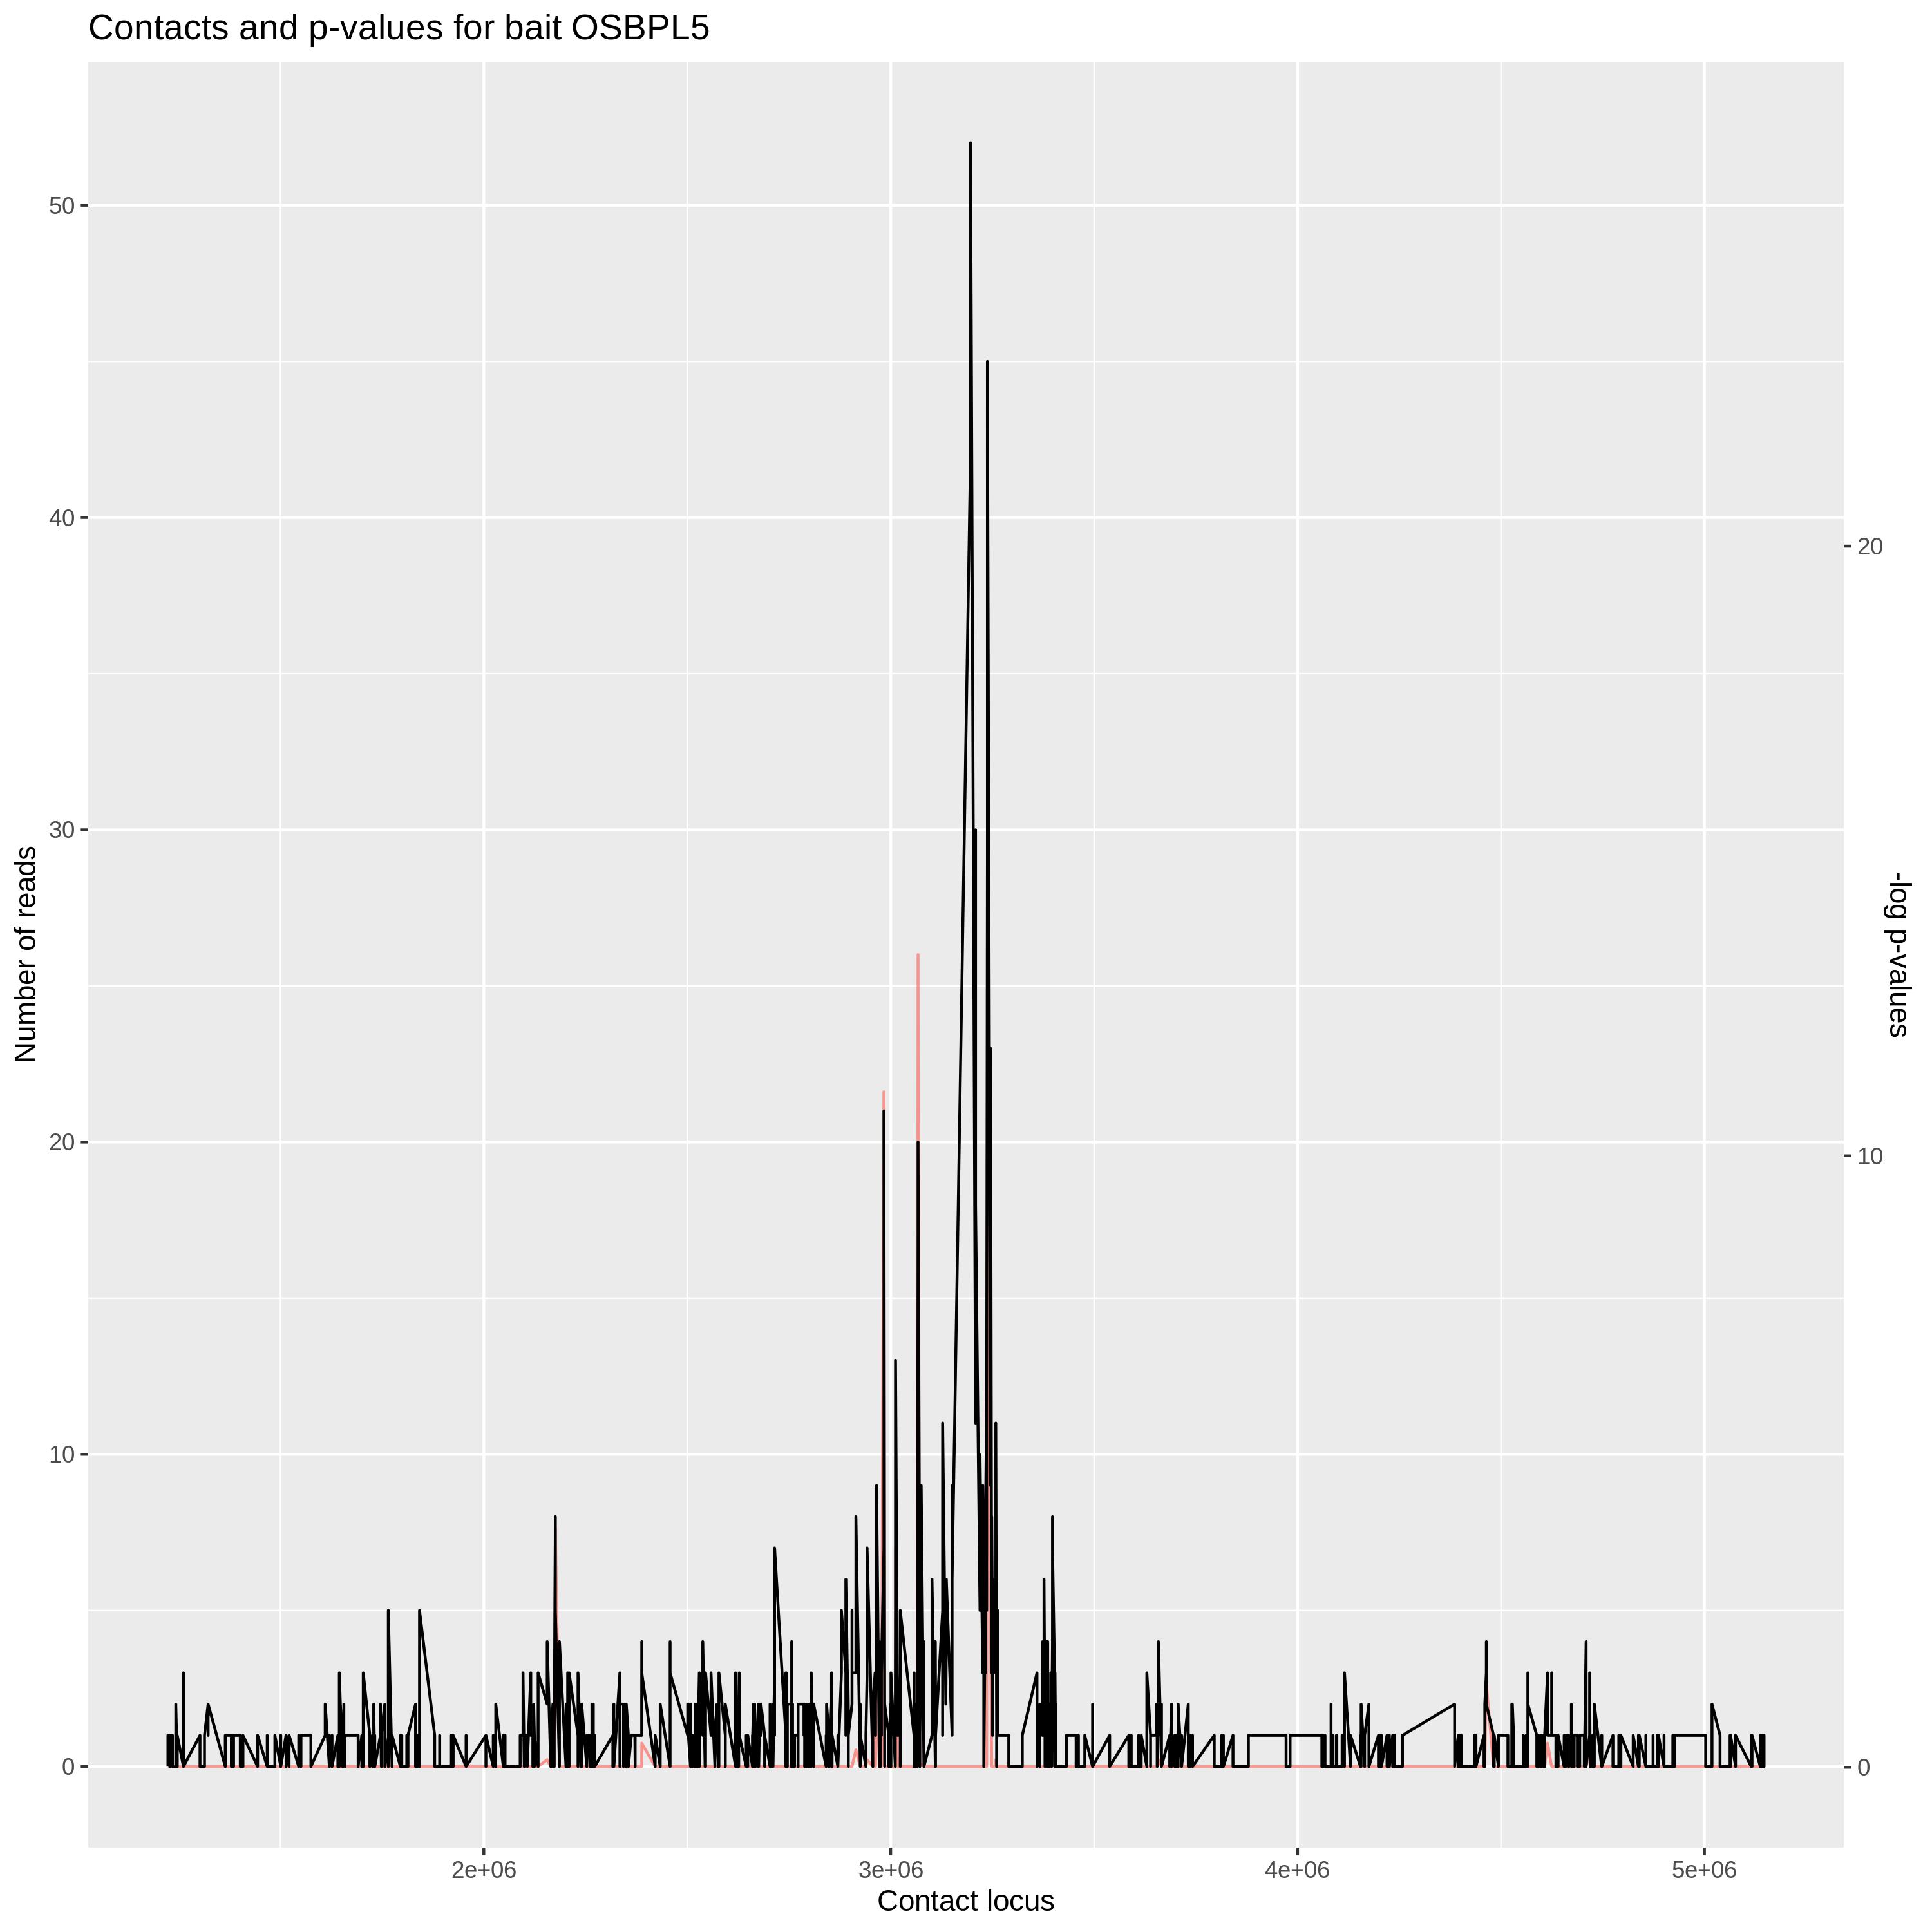 Contacts and p-values for bait OSBPL5
50
40
30
20
10
0
Number of reads
20
10
0
-log p-values
2e+06 3e+06 4e+06 5e+06
Contact locus